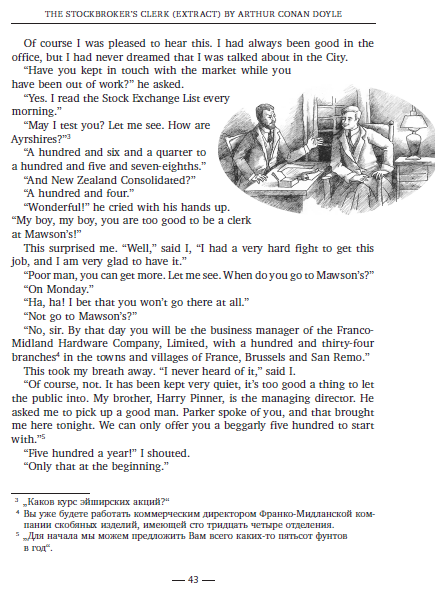 THE STOCKBROKER'S CLERK (EXTRACT) BY ARTHUR CONAN DOYLE
Of course I was pleased to hear this. I had always been good in the
office, but I had never dreamed that I was talked about in the City.
“Have you kept in touch with the market while you
have been out of work?” he asked.
“Yes. I read the Stock Exchange List every
morning.”
“May I test you? Let me see. How are
Ayrshires?”³
“A hundred and six and a quarter to
a hundred and five and seven-eighths.”
“And New Zealand Consolidated?”
“A hundred and four.”
“Wonderful!” he cried with his hands up.
“My boy, my boy, you are too good to be a clerk
at Mawson’s!”
This surprised me. “Well,” said I, “I had a very hard fight to get this
job, and I am very glad to have it.”
“Poor man, you can get more. Let me see. When do you go to Mawson’s?”
“On Monday.”
“Ha, ha! I bet that you won’t go there at all.”
“Not go to Mawson’s?”
“No, sir. By that day you will be the business manager of the Franco-
Midland Hardware Company, Limited, with a hundred and thirty-four
branches⁴ in the towns and villages of France, Brussels and San Remo.”
This took my breath away. “I never heard of it,” said I.
“Of course, not. It has been kept very quiet, it’s too good a thing to let
the public into. My brother, Harry Pinner, is the managing director. He
asked me to pick up a good man. Parker spoke of you, and that brought
me here tonight. We can only offer you a beggarly five hundred to start
with.”⁵
“Five hundred a year!” I shouted.
“Only that at the beginning.”
³ „Каков курс эйширских акций?“
⁴ Вы уже будете работать коммерческим директором Франко-Мидланской ком-
пании скобяных изделий, имеющей сто тридцать четыре отделения.
⁵ „Для начала мы можем предложить Вам всего каких-то пятьсот фунтов
в год“.
— 43 —